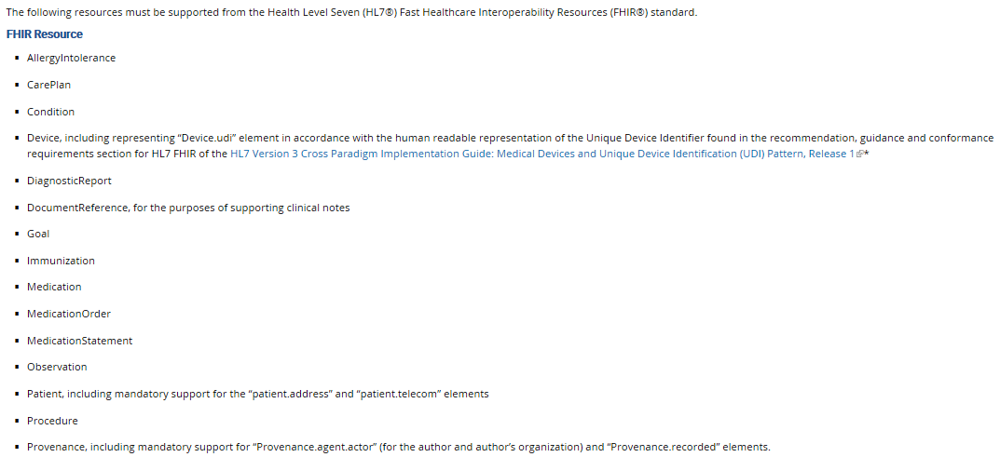 The following resources must be supported from the Health Level Seven (HL7®) Fast Healthcare Interoperability Resources (FHIR®) standard.
FHIR Resource
▪ AllergyIntolerance
▪ CarePlan
▪ Condition
▪ Device, including representing “Device.udi” element in accordance with the human readable representation of the Unique Device Identifier found in the recommendation, guidance and conformance
requirements section for HL7 FHIR of the HL7 Version 3 Cross Paradigm Implementation Guide: Medical Devices and Unique Device Identification (UDI) Pattern, Release 1*
▪ DiagnosticReport
▪ DocumentReference, for the purposes of supporting clinical notes
▪ Goal
▪ Immunization
▪ Medication
▪ MedicationOrder
▪ MedicationStatement
▪ Observation
▪ Patient, including mandatory support for the “patient.address” and “patient.telecom” elements
▪ Procedure
▪ Provenance, including mandatory support for “Provenance.agent.actor” (for the author and author’s organization) and “Provenance.recorded” elements.